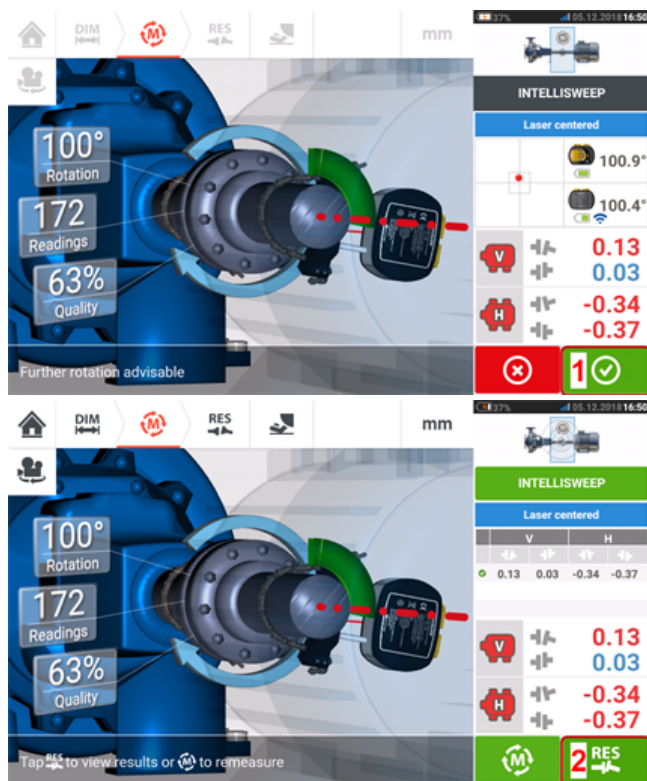 DIM
M
RES
mm
37% 05.12.2018 16:50
INTELLISWEEP
Laser centered
100.9°
100.4°
100°
Rotation
172
Readings
63%
Quality
V
0.13
0.03
H
-0.34
-0.37
Further rotation advisable
1
DIM
M
RES
mm
37% 05.12.2018 16:50
INTELLISWEEP
Laser centered
V H
0.13 0.03 -0.34 -0.37
100°
Rotation
172
Readings
63%
Quality
V
0.13
0.03
H
-0.34
-0.37
Tap RES to view results or M to remeasure
M
2 RES